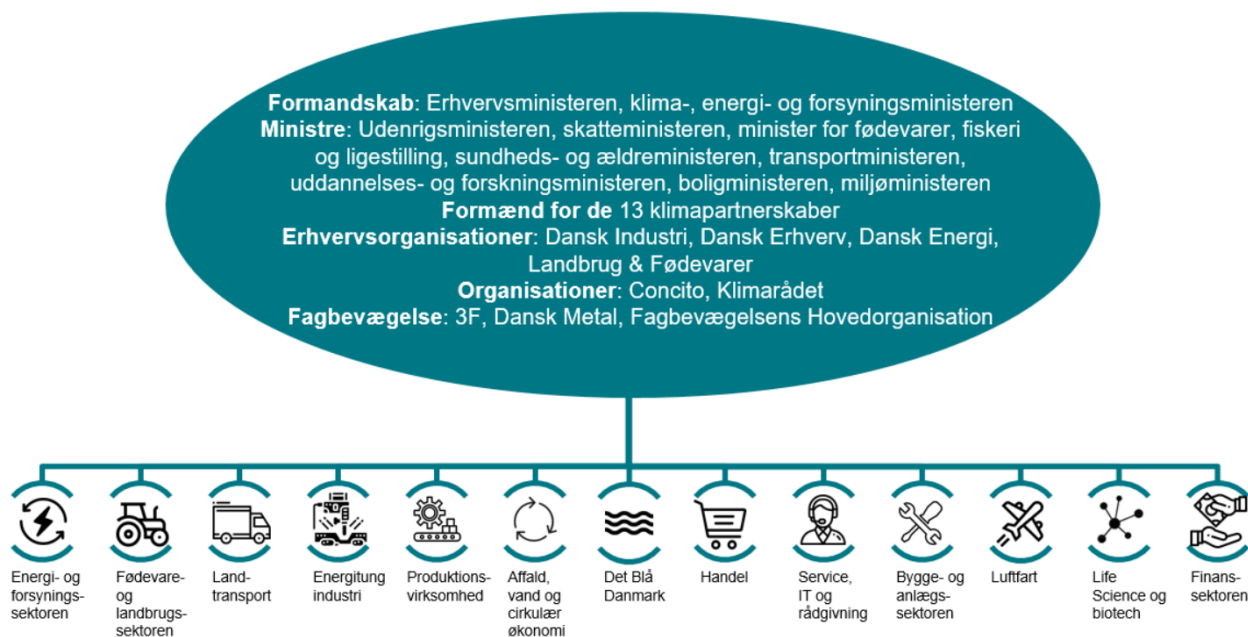 Formandskab: Erhvervsministeren, klima-, energi- og forsyningsministeren
Ministre: Udenrigsministeren, skatteministeren, minister for fødevarer, fiskeri
og ligestilling, sundheds- og ældreministeren, transportministeren,
uddannelses- og forskningsministeren, boligministeren, miljøministeren
Formænd for de 13 klimapartnerskaber
Erhvervsorganisationer: Dansk Industri, Dansk Erhverv, Dansk Energi,
Landbrug & Fødevarer
Organisationer: Concito, Klimarådet
Fagbevægelse: 3F, Dansk Metal, Fagbevægelsens Hovedorganisation
Energi- og
forsynings-
sektoren
Fødevare-
og
landbrugs-
sektoren
Land-
transport
Energitung
industri
Produktions-
virksomhed
Affald,
vand og
cirkulær
økonomi
Det Blå
Danmark
Handel
Service,
IT og
rådgivning
Bygge- og
anlægs-
sektoren
Luftfart
Life
Science og
biotech
Finans-
sektoren